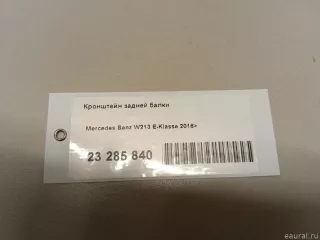 Кронштейн задней балки
Mercedes Benz W213 E-Klasse 2016>
23 285 840
eaural.ru